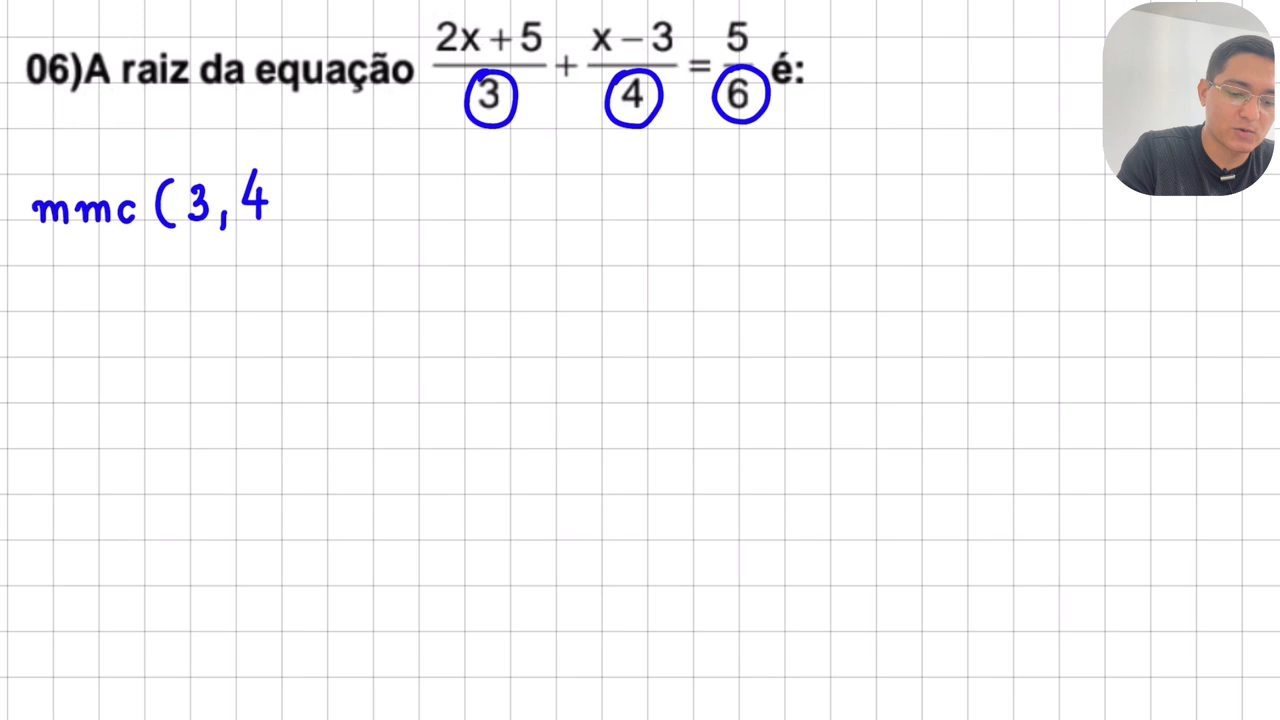 06)A raiz da equação (2x + 5)/3 + (x − 3)/4 = 5/6 é:
mmc (3, 4